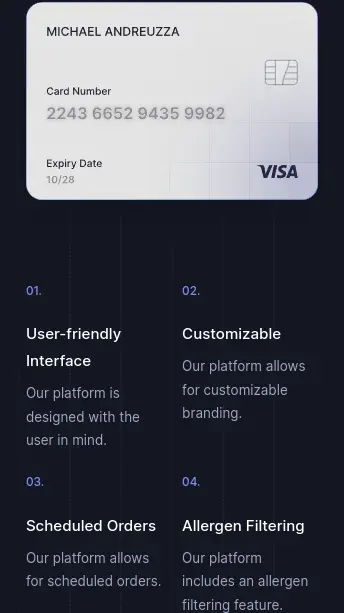 MICHAEL ANDREUZZA
Card Number
2243 6652 9435 9982
Expiry Date
10/28
VISA
01.
User-friendly
Interface
Our platform is
designed with the
user in mind.
02.
Customizable
Our platform allows
for customizable
branding.
03.
Scheduled Orders
Our platform allows
for scheduled orders.
04.
Allergen Filtering
Our platform
includes an allergen
filtering feature.